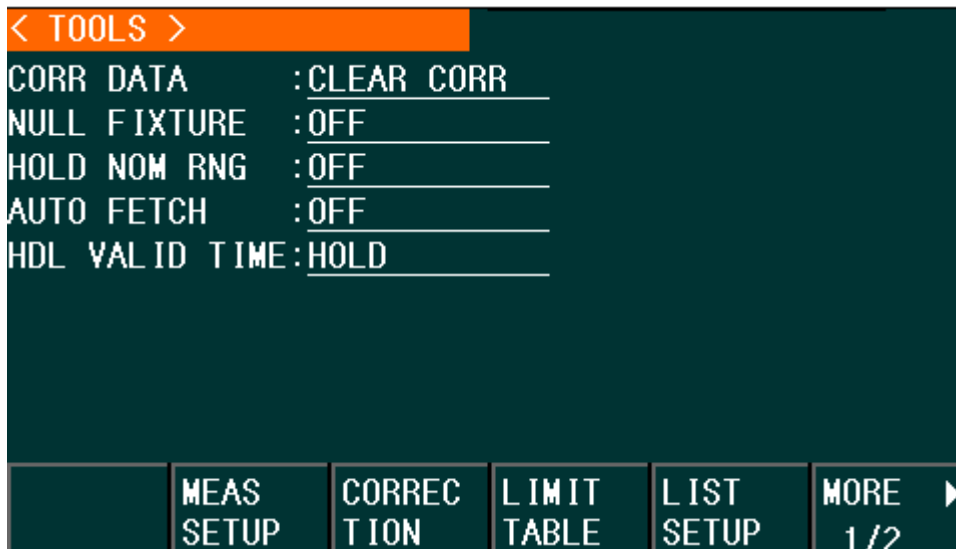 < TOOLS >
CORR DATA :CLEAR CORR
NULL FIXTURE :OFF
HOLD NOM RNG :OFF
AUTO FETCH :OFF
HDL VALID TIME:HOLD
MEAS SETUP
CORREC TION
LIMIT TABLE
LIST SETUP
MORE 1/2